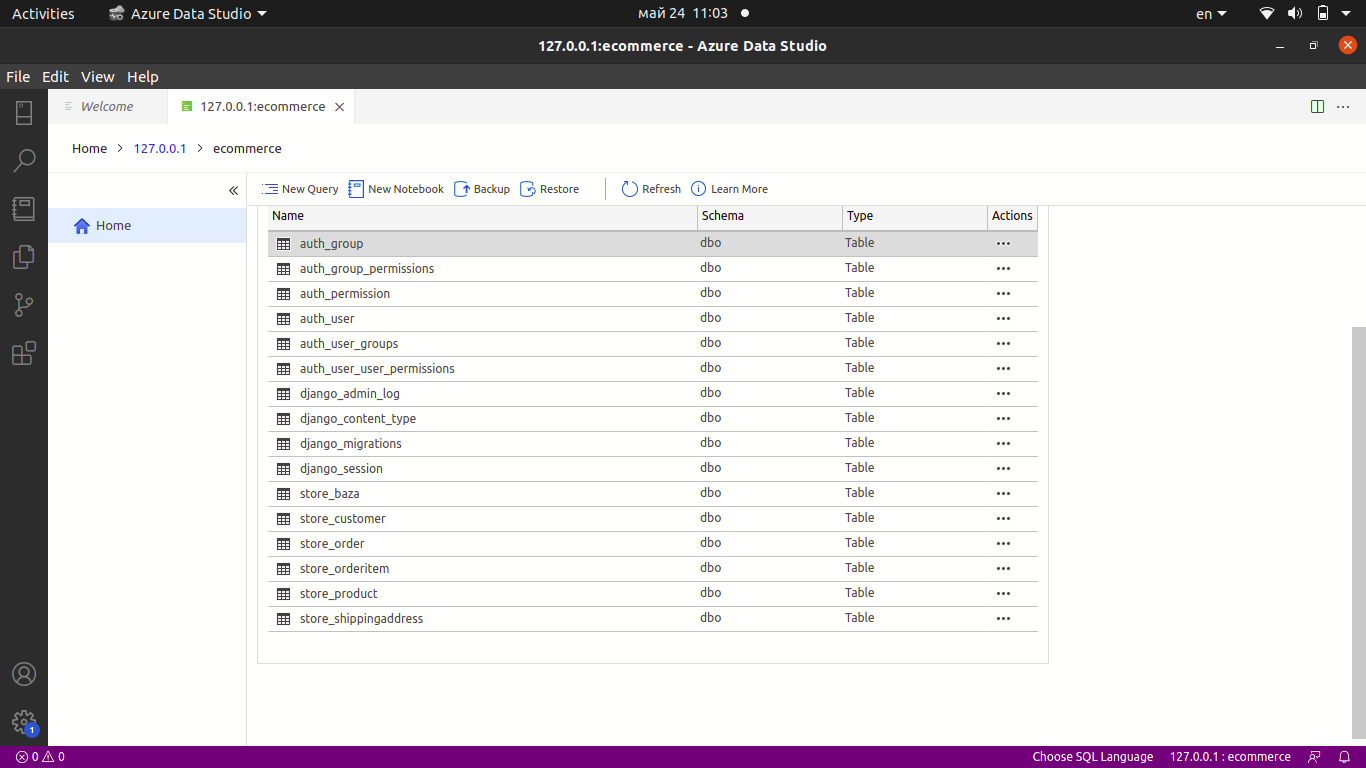 Activities Azure Data Studio май 24 11:03 en
127.0.0.1:ecommerce - Azure Data Studio
File Edit View Help
Welcome 127.0.0.1:ecommerce
Home 127.0.0.1 ecommerce
New Query New Notebook Backup Restore Refresh Learn More
Home
Name Schema Type Actions
auth_group dbo Table
auth_group_permissions dbo Table
auth_permission dbo Table
auth_user dbo Table
auth_user_groups dbo Table
auth_user_user_permissions dbo Table
django_admin_log dbo Table
django_content_type dbo Table
django_migrations dbo Table
django_session dbo Table
store_baza dbo Table
store_customer dbo Table
store_order dbo Table
store_orderitem dbo Table
store_product dbo Table
store_shippingaddress dbo Table
1
0 0 Choose SQL Language 127.0.0.1 : ecommerce